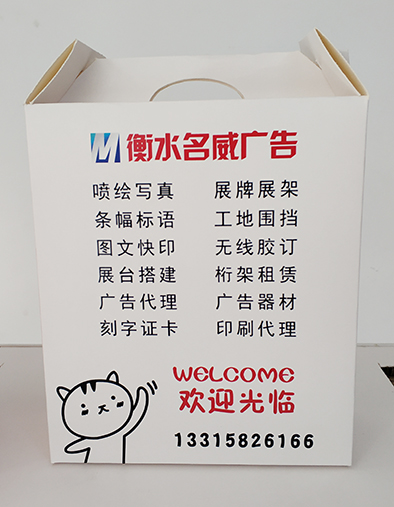 M 衡水名威广告
喷绘写真 展牌展架
条幅标语 工地围挡
图文快印 无线胶订
展台搭建 桁架租赁
广告代理 广告器材
刻字证卡 印刷代理
WELCOME
欢迎光临
13315826166